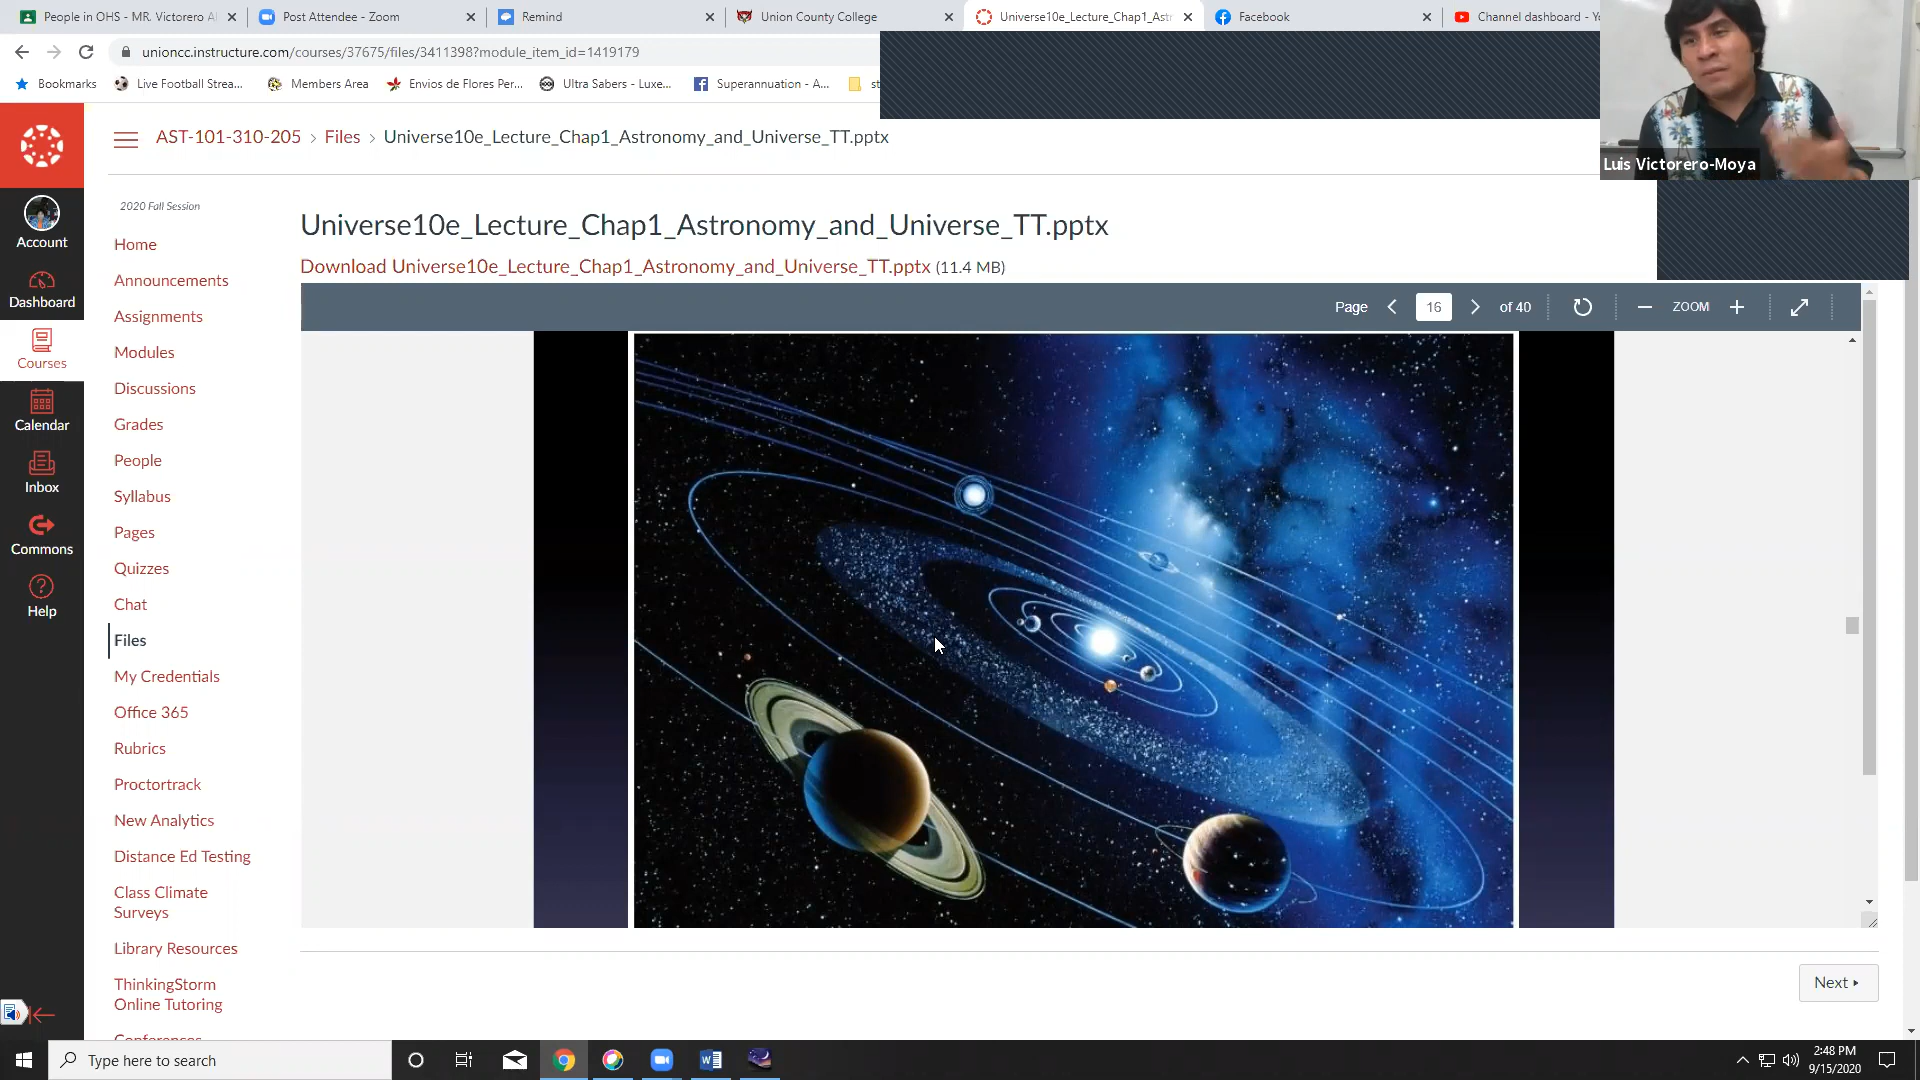 People in OHS - MR. Victorero Al
Post Attendee - Zoom
Remind
Union County College
Universe10e_Lecture_Chap1_Astr
Facebook
Channel dashboard - Yo
unioncc.instructure.com/courses/37675/files/3411398?module_item_id=1419179
Bookmarks
Live Football Strea...
Members Area
Envios de Flores Per...
Ultra Sabers - Luxe...
Superannuation - A...
st
Luis Victorero-Moya
AST-101-310-205 › Files › Universe10e_Lecture_Chap1_Astronomy_and_Universe_TT.pptx
Account
Dashboard
Courses
Calendar
Inbox
Commons
Help
2020 Fall Session
Home
Announcements
Assignments
Modules
Discussions
Grades
People
Syllabus
Pages
Quizzes
Chat
Files
My Credentials
Office 365
Rubrics
Proctortrack
New Analytics
Distance Ed Testing
Class Climate
Surveys
Library Resources
ThinkingStorm
Online Tutoring
Conferences
Universe10e_Lecture_Chap1_Astronomy_and_Universe_TT.pptx
Download Universe10e_Lecture_Chap1_Astronomy_and_Universe_TT.pptx (11.4 MB)
Page 16 of 40 ZOOM
Next
Type here to search
2:48 PM
9/15/2020